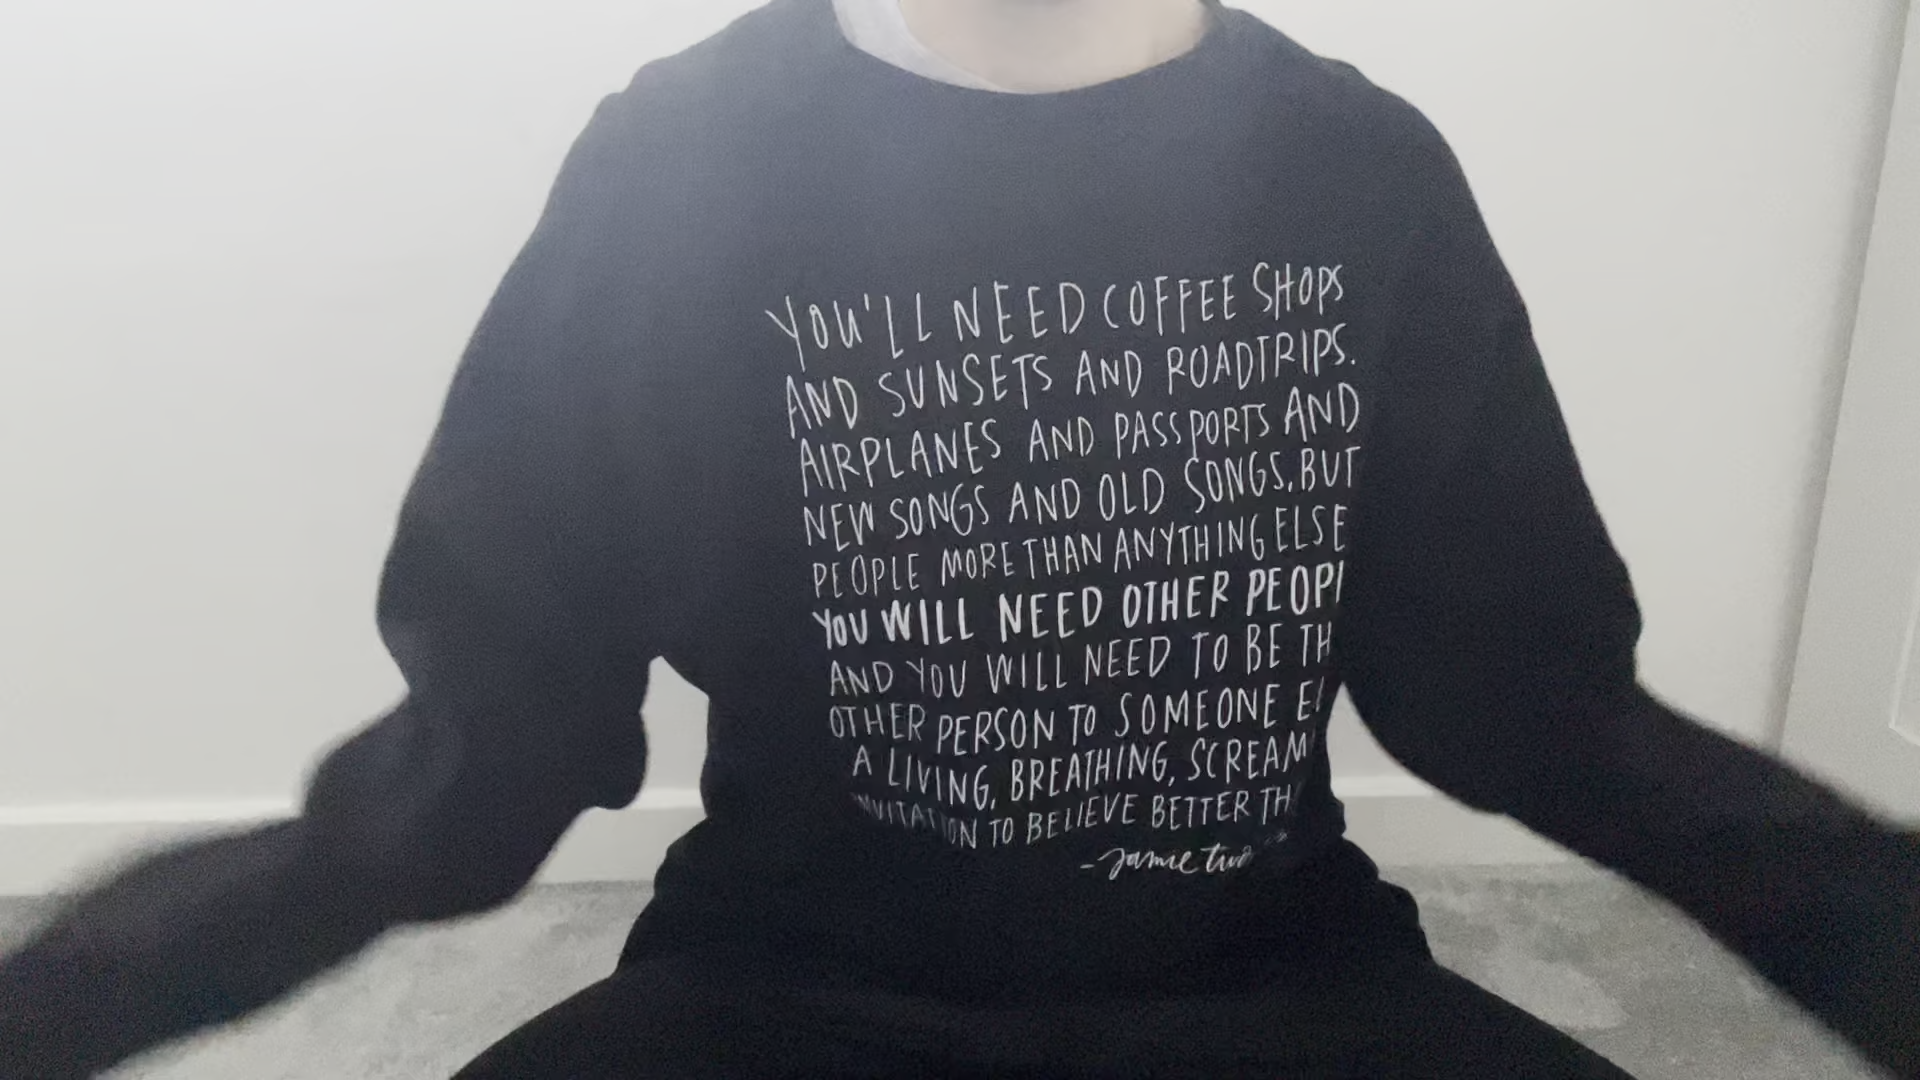 YOU'LL NEED COFFEE SHOPS
AND SUNSETS AND ROADTRIPS.
AIRPLANES AND PASSPORTS AND
NEW SONGS AND OLD SONGS, BUT
PEOPLE MORE THAN ANYTHING ELSE
YOU WILL NEED OTHER
AND YOU WILL NEED TO BE
OTHER PERSON TO SOMEONE
A LIVING, BREATHING,
TO BELIEVE BETTER
-Jamie